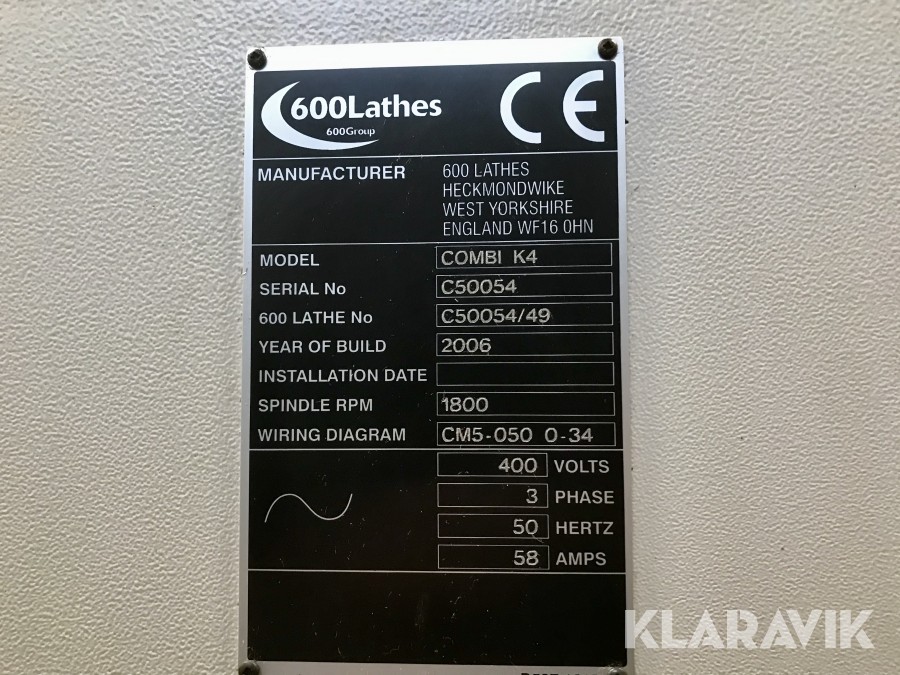 600Lathes
600Group
CE
MANUFACTURER 600 LATHES
HECKMONDWIKE
WEST YORKSHIRE
ENGLAND WF16 0HN
MODEL COMBI K4
SERIAL No C50054
600 LATHE No C50054/49
YEAR OF BUILD 2006
INSTALLATION DATE
SPINDLE RPM 1800
WIRING DIAGRAM CM5-050 0-34
400 VOLTS
3 PHASE
50 HERTZ
58 AMPS
KLARAVIK